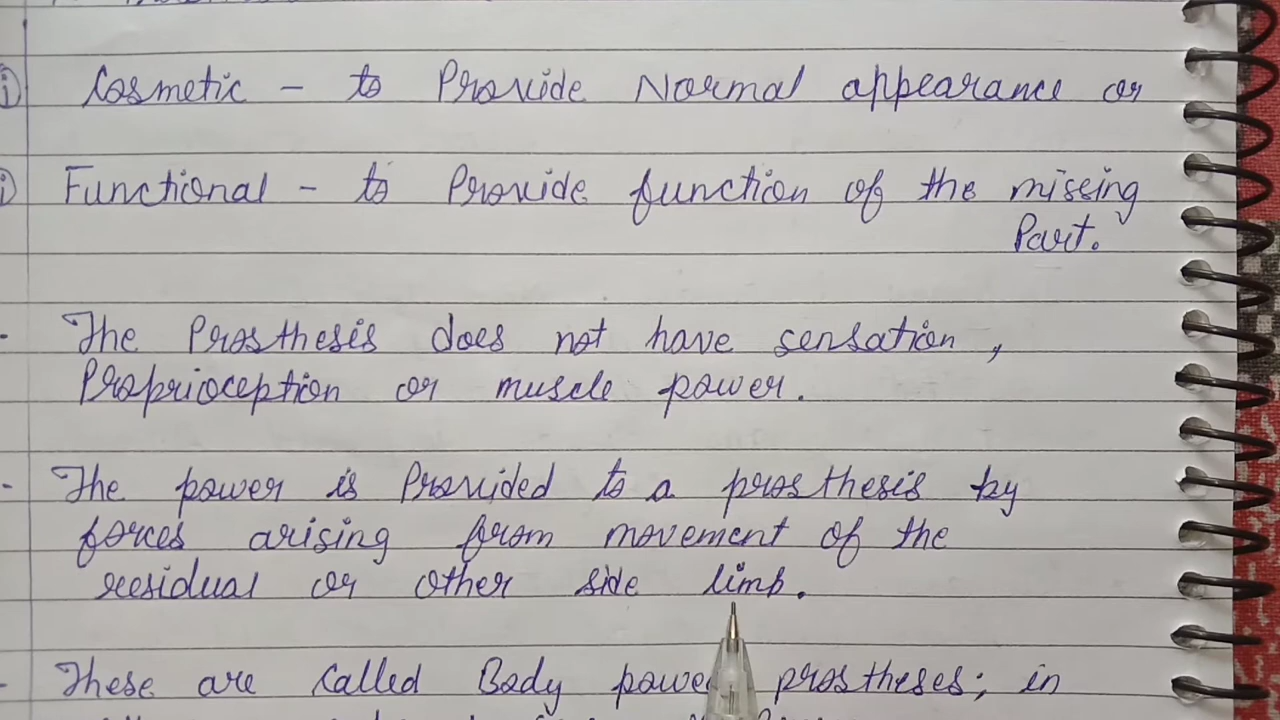 i) Cosmetic - to Provide Normal appearance or
i) Functional - to Provide function of the missing
Part.
- The Prosthesis does not have sensation,
Proprioception or muscle power.
- The power is Provided to a prosthesis by
forces arising from movement of the
residual or other side limb.
- These are called Body power prostheses; in